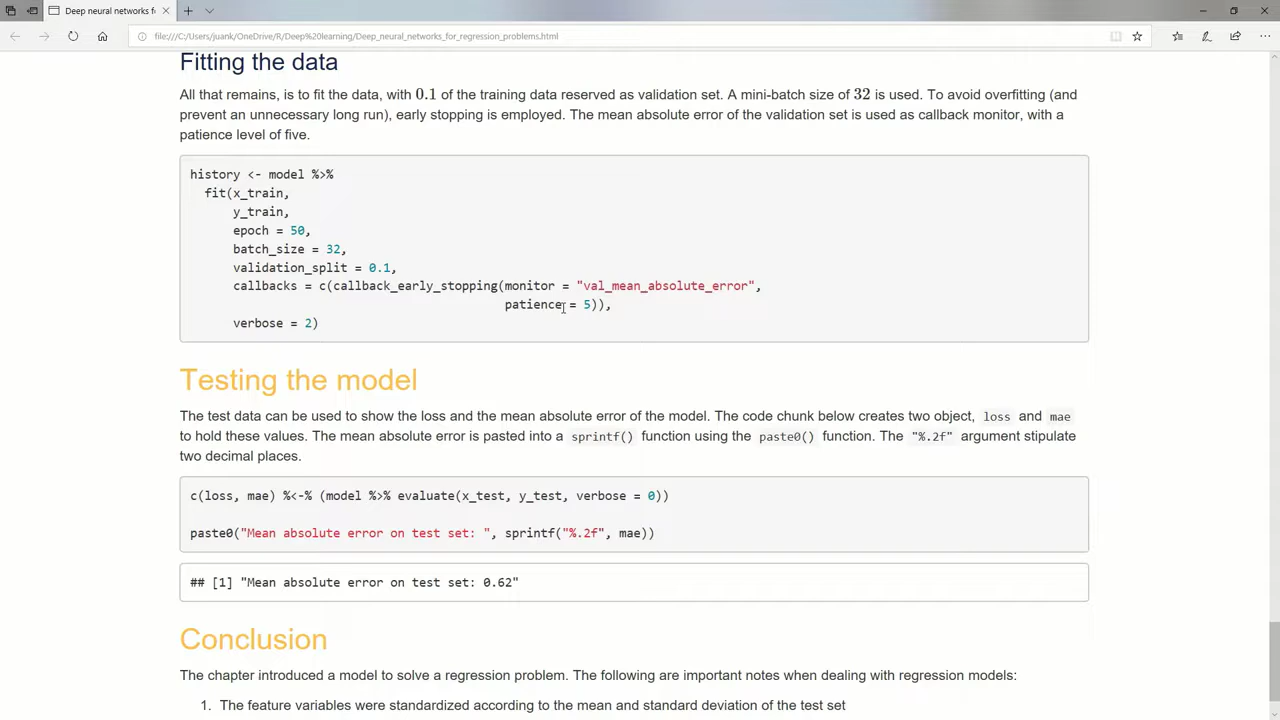 Deep neural networks f
file:///C:/Users/juank/OneDrive/R/Deep%20learning/Deep_neural_networks_for_regression_problems.html
Fitting the data
All that remains, is to fit the data, with 0.1 of the training data reserved as validation set. A mini-batch size of 32 is used. To avoid overfitting (and
prevent an unnecessary long run), early stopping is employed. The mean absolute error of the validation set is used as callback monitor, with a
patience level of five.
history <- model %>%
fit(x_train,
y_train,
epoch = 50,
batch_size = 32,
validation_split = 0.1,
callbacks = c(callback_early_stopping(monitor = "val_mean_absolute_error",
patience = 5)),
verbose = 2)
Testing the model
The test data can be used to show the loss and the mean absolute error of the model. The code chunk below creates two object, loss and mae
to hold these values. The mean absolute error is pasted into a sprintf() function using the paste0() function. The "%.2f" argument stipulate
two decimal places.
c(loss, mae) %<-% (model %>% evaluate(x_test, y_test, verbose = 0))
paste0("Mean absolute error on test set: ", sprintf("%.2f", mae))
## [1] "Mean absolute error on test set: 0.62"
Conclusion
The chapter introduced a model to solve a regression problem. The following are important notes when dealing with regression models:
1. The feature variables were standardized according to the mean and standard deviation of the test set